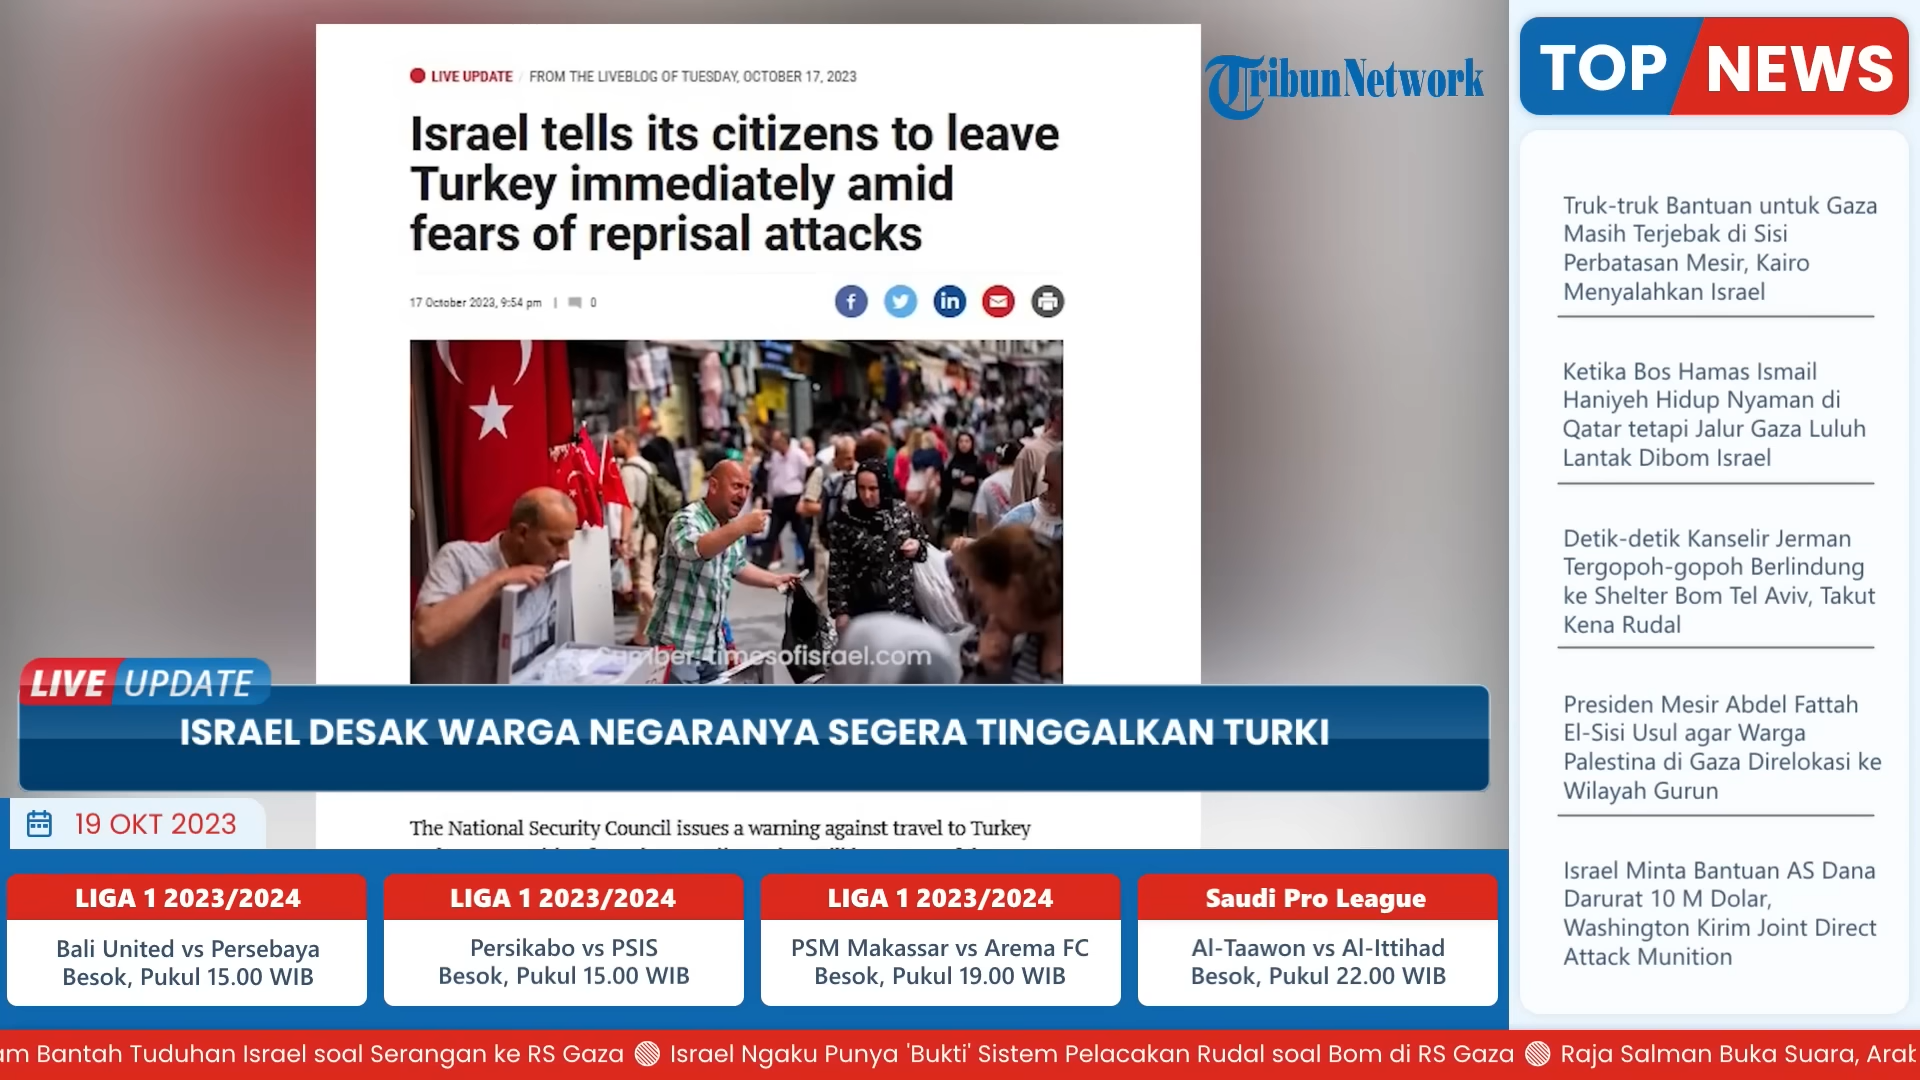 LIVE UPDATE / FROM THE LIVEBLOG OF TUESDAY, OCTOBER 17, 2023
Israel tells its citizens to leave
Turkey immediately amid
fears of reprisal attacks
17 October 2023, 9:54 pm | 0
Sumber: timesofisrael.com
TribunNetwork
LIVE UPDATE
ISRAEL DESAK WARGA NEGARANYA SEGERA TINGGALKAN TURKI
The National Security Council issues a warning against travel to Turkey
19 OKT 2023
TOP NEWS
Truk-truk Bantuan untuk Gaza
Masih Terjebak di Sisi
Perbatasan Mesir, Kairo
Menyalahkan Israel
Ketika Bos Hamas Ismail
Haniyeh Hidup Nyaman di
Qatar tetapi Jalur Gaza Luluh
Lantak Dibom Israel
Detik-detik Kanselir Jerman
Tergopoh-gopoh Berlindung
ke Shelter Bom Tel Aviv, Takut
Kena Rudal
Presiden Mesir Abdel Fattah
El-Sisi Usul agar Warga
Palestina di Gaza Direlokasi ke
Wilayah Gurun
Israel Minta Bantuan AS Dana
Darurat 10 M Dolar,
Washington Kirim Joint Direct
Attack Munition
LIGA 1 2023/2024
Bali United vs Persebaya
Besok, Pukul 15.00 WIB
LIGA 1 2023/2024
Persikabo vs PSIS
Besok, Pukul 15.00 WIB
LIGA 1 2023/2024
PSM Makassar vs Arema FC
Besok, Pukul 19.00 WIB
Saudi Pro League
Al-Taawon vs Al-Ittihad
Besok, Pukul 22.00 WIB
am Bantah Tuduhan Israel soal Serangan ke RS Gaza Israel Ngaku Punya 'Bukti' Sistem Pelacakan Rudal soal Bom di RS Gaza Raja Salman Buka Suara, Arab